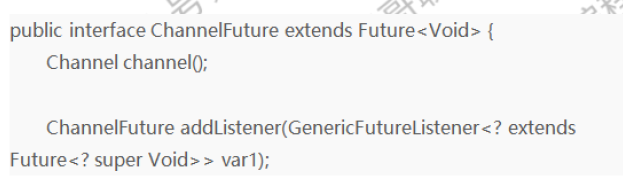 public interface ChannelFuture extends Future<Void> {
Channel channel();
ChannelFuture addListener(GenericFutureListener<? extends
Future<? super Void>> var1);